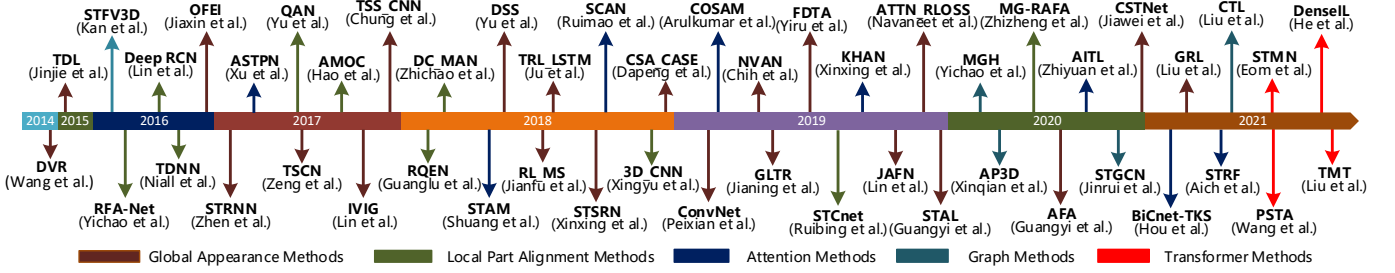 STFV3D
(Kan et al.)
OFEI
(Jiaxin et al.)
QAN
(Yu et al.)
TSS_CNN
(Chung et al.)
DSS
(Yu et al.)
SCAN
(Ruimao et al.)
COSAM
(Arulkumar et al.)
FDTA
(Yiru et al.)
ATTN_RLOSS
(Navaneet et al.)
MG-RAFA
(Zhizheng et al.)
CSTNet
(Jiawei et al.)
CTL
(Liu et al.)
DenseIL
(He et al.)
TDL
(Jinjie et al.)
Deep RCN
(Lin et al.)
ASTPN
(Xu et al.)
AMOC
(Hao et al.)
DC_MAN
(Zhichao et al.)
TRL_LSTM
(Ju et al.)
CSA_CASE
(Dapeng et al.)
NVAN
(Chih et al.)
KHAN
(Xinxing et al.)
MGH
(Yichao et al.)
AITL
(Zhiyuan et al.)
GRL
(Liu et al.)
STMN
(Eom et al.)
2014 2015 2016 2017 2018 2019 2020 2021
DVR
(Wang et al.)
TDNN
(Niall et al.)
TSCN
(Zeng et al.)
RQEN
(Guanglu et al.)
RL_MS
(Jianfu et al.)
3D_CNN
(Xingyu et al.)
GLTR
(Jianing et al.)
JAFN
(Lin et al.)
AP3D
(Xinqian et al.)
STGCN
(Jinrui et al.)
STRF
(Aich et al.)
TMT
(Liu et al.)
RFA-Net
(Yichao et al.)
STRNN
(Zhen et al.)
IVIG
(Lin et al.)
STAM
(Shuang et al.)
STSRN
(Xinxing et al.)
ConvNet
(Peixian et al.)
STCnet
(Ruibing et al.)
STAL
(Guangyi et al.)
AFA
(Guangyi et al.)
BiCnet-TKS
(Hou et al.)
PSTA
(Wang et al.)
Global Appearance Methods
Local Part Alignment Methods
Attention Methods
Graph Methods
Transformer Methods